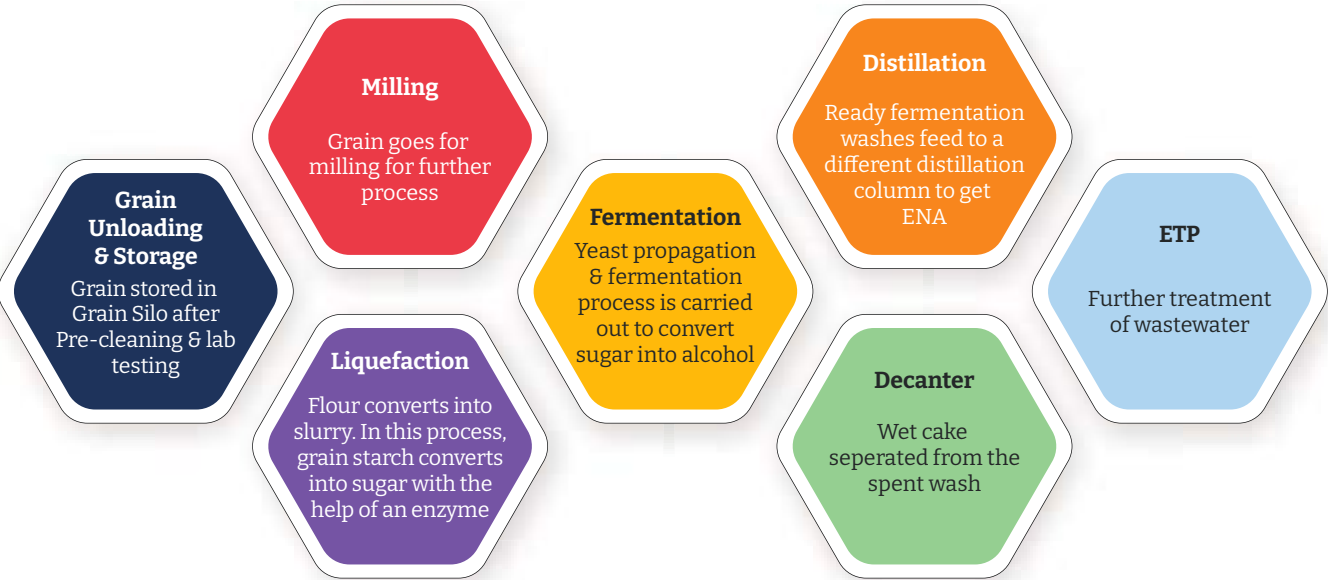 Grain
Unloading
& Storage
Grain stored in
Grain Silo after
Pre-cleaning & lab
testing
Milling
Grain goes for
milling for further
process
Liquefaction
Flour converts into
slurry. In this process,
grain starch converts
into sugar with the
help of an enzyme
Fermentation
Yeast propagation
& fermentation
process is carried
out to convert
sugar into alcohol
Distillation
Ready fermentation
washes feed to a
different distillation
column to get
ENA
Decanter
Wet cake
seperated from the
spent wash
ETP
Further treatment
of wastewater